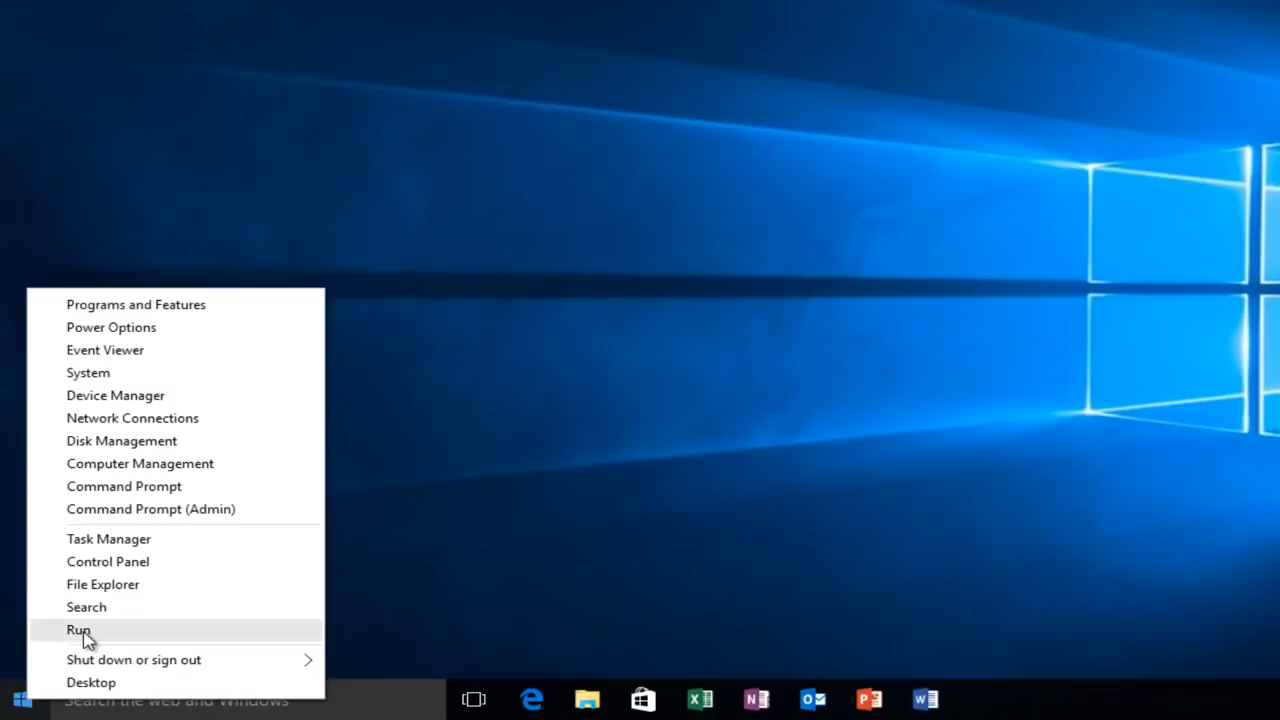 Programs and Features
Power Options
Event Viewer
System
Device Manager
Network Connections
Disk Management
Computer Management
Command Prompt
Command Prompt (Admin)
Task Manager
Control Panel
File Explorer
Search
Run
Shut down or sign out
Desktop
Search the web and Windows
X
N
O
P
W